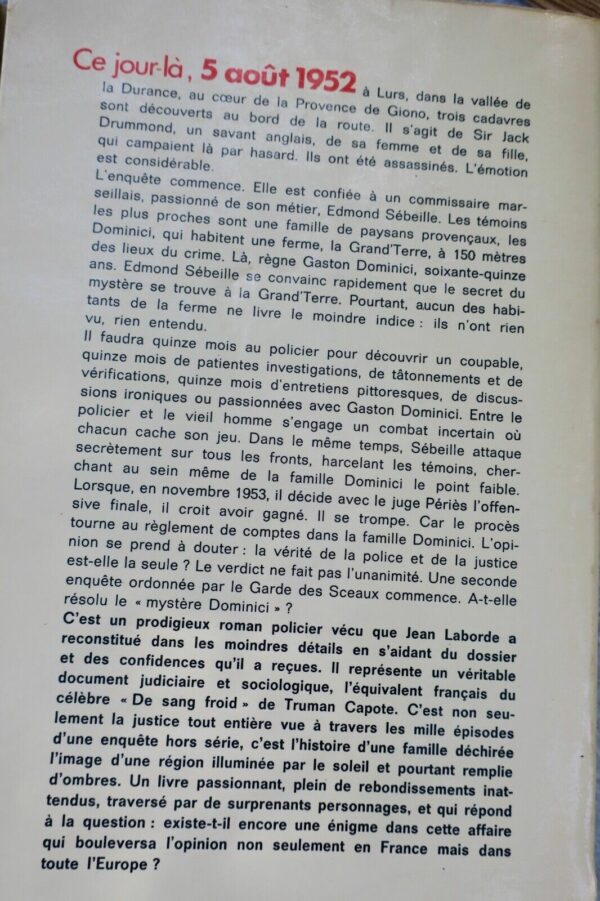 Ce jour-là, 5 août 1952 à Lurs, dans la vallée de
la Durance, au cœur de la Provence de Giono, trois cadavres
sont découverts au bord de la route. Il s'agit de Sir Jack
Drummond, un savant anglais, de sa femme et de sa fille,
qui campaient là par hasard. Ils ont été assassinés. L'émotion
est considérable.
L'enquête commence. Elle est confiée à un commissaire mar-
seillais, passionné de son métier, Edmond Sébeille. Les témoins
les plus proches sont une famille de paysans provençaux, les
Dominici, qui habitent une ferme, la Grand'Terre, à 150 mètres
des lieux du crime. Là, règne Gaston Dominici, soixante-quinze
ans. Edmond Sébeille se convainc rapidement que le secret du
mystère se trouve à la Grand'Terre. Pourtant, aucun des habi-
tants de la ferme ne livre le moindre indice : ils n'ont rien
vu, rien entendu.
Il faudra quinze mois au policier pour découvrir un coupable,
quinze mois de patientes investigations, de tâtonnements et de
vérifications, quinze mois d'entretiens pittoresques, de discus-
sions ironiques ou passionnées avec Gaston Dominici. Entre le
policier et le vieil homme s'engage un combat incertain où
chacun cache son jeu. Dans le même temps, Sébeille attaque
secrètement sur tous les fronts, harcelant les témoins, cher-
chant au sein même de la famille Dominici le point faible.
Lorsque, en novembre 1953, il décide avec le juge Périès l'offen-
sive finale, il croit avoir gagné. Il se trompe. Car le procès
tourne au règlement de comptes dans la famille Dominici. L'opi-
nion se prend à douter : la vérité de la police et de la justice
est-elle la seule ? Le verdict ne fait pas l'unanimité. Une seconde
enquête ordonnée par le Garde des Sceaux commence. A-t-elle
résolu le « mystère Dominici » ?
C'est un prodigieux roman policier vécu que Jean Laborde a
reconstitué dans les moindres détails en s'aidant du dossier
et des confidences qu'il a reçues. Il représente un véritable
document judiciaire et sociologique, l'équivalent français du
célèbre « De sang froid » de Truman Capote. C'est non seu-
lement la justice tout entière vue à travers les mille épisodes
d'une enquête hors série, c'est l'histoire d'une famille déchirée
l'image d'une région illuminée par le soleil et pourtant remplie
d'ombres. Un livre passionnant, plein de rebondissements inat-
tendus, traversé par de surprenants personnages, et qui répond
à la question : existe-t-il encore une énigme dans cette affaire
qui bouleversa l'opinion non seulement en France mais dans
toute l'Europe ?